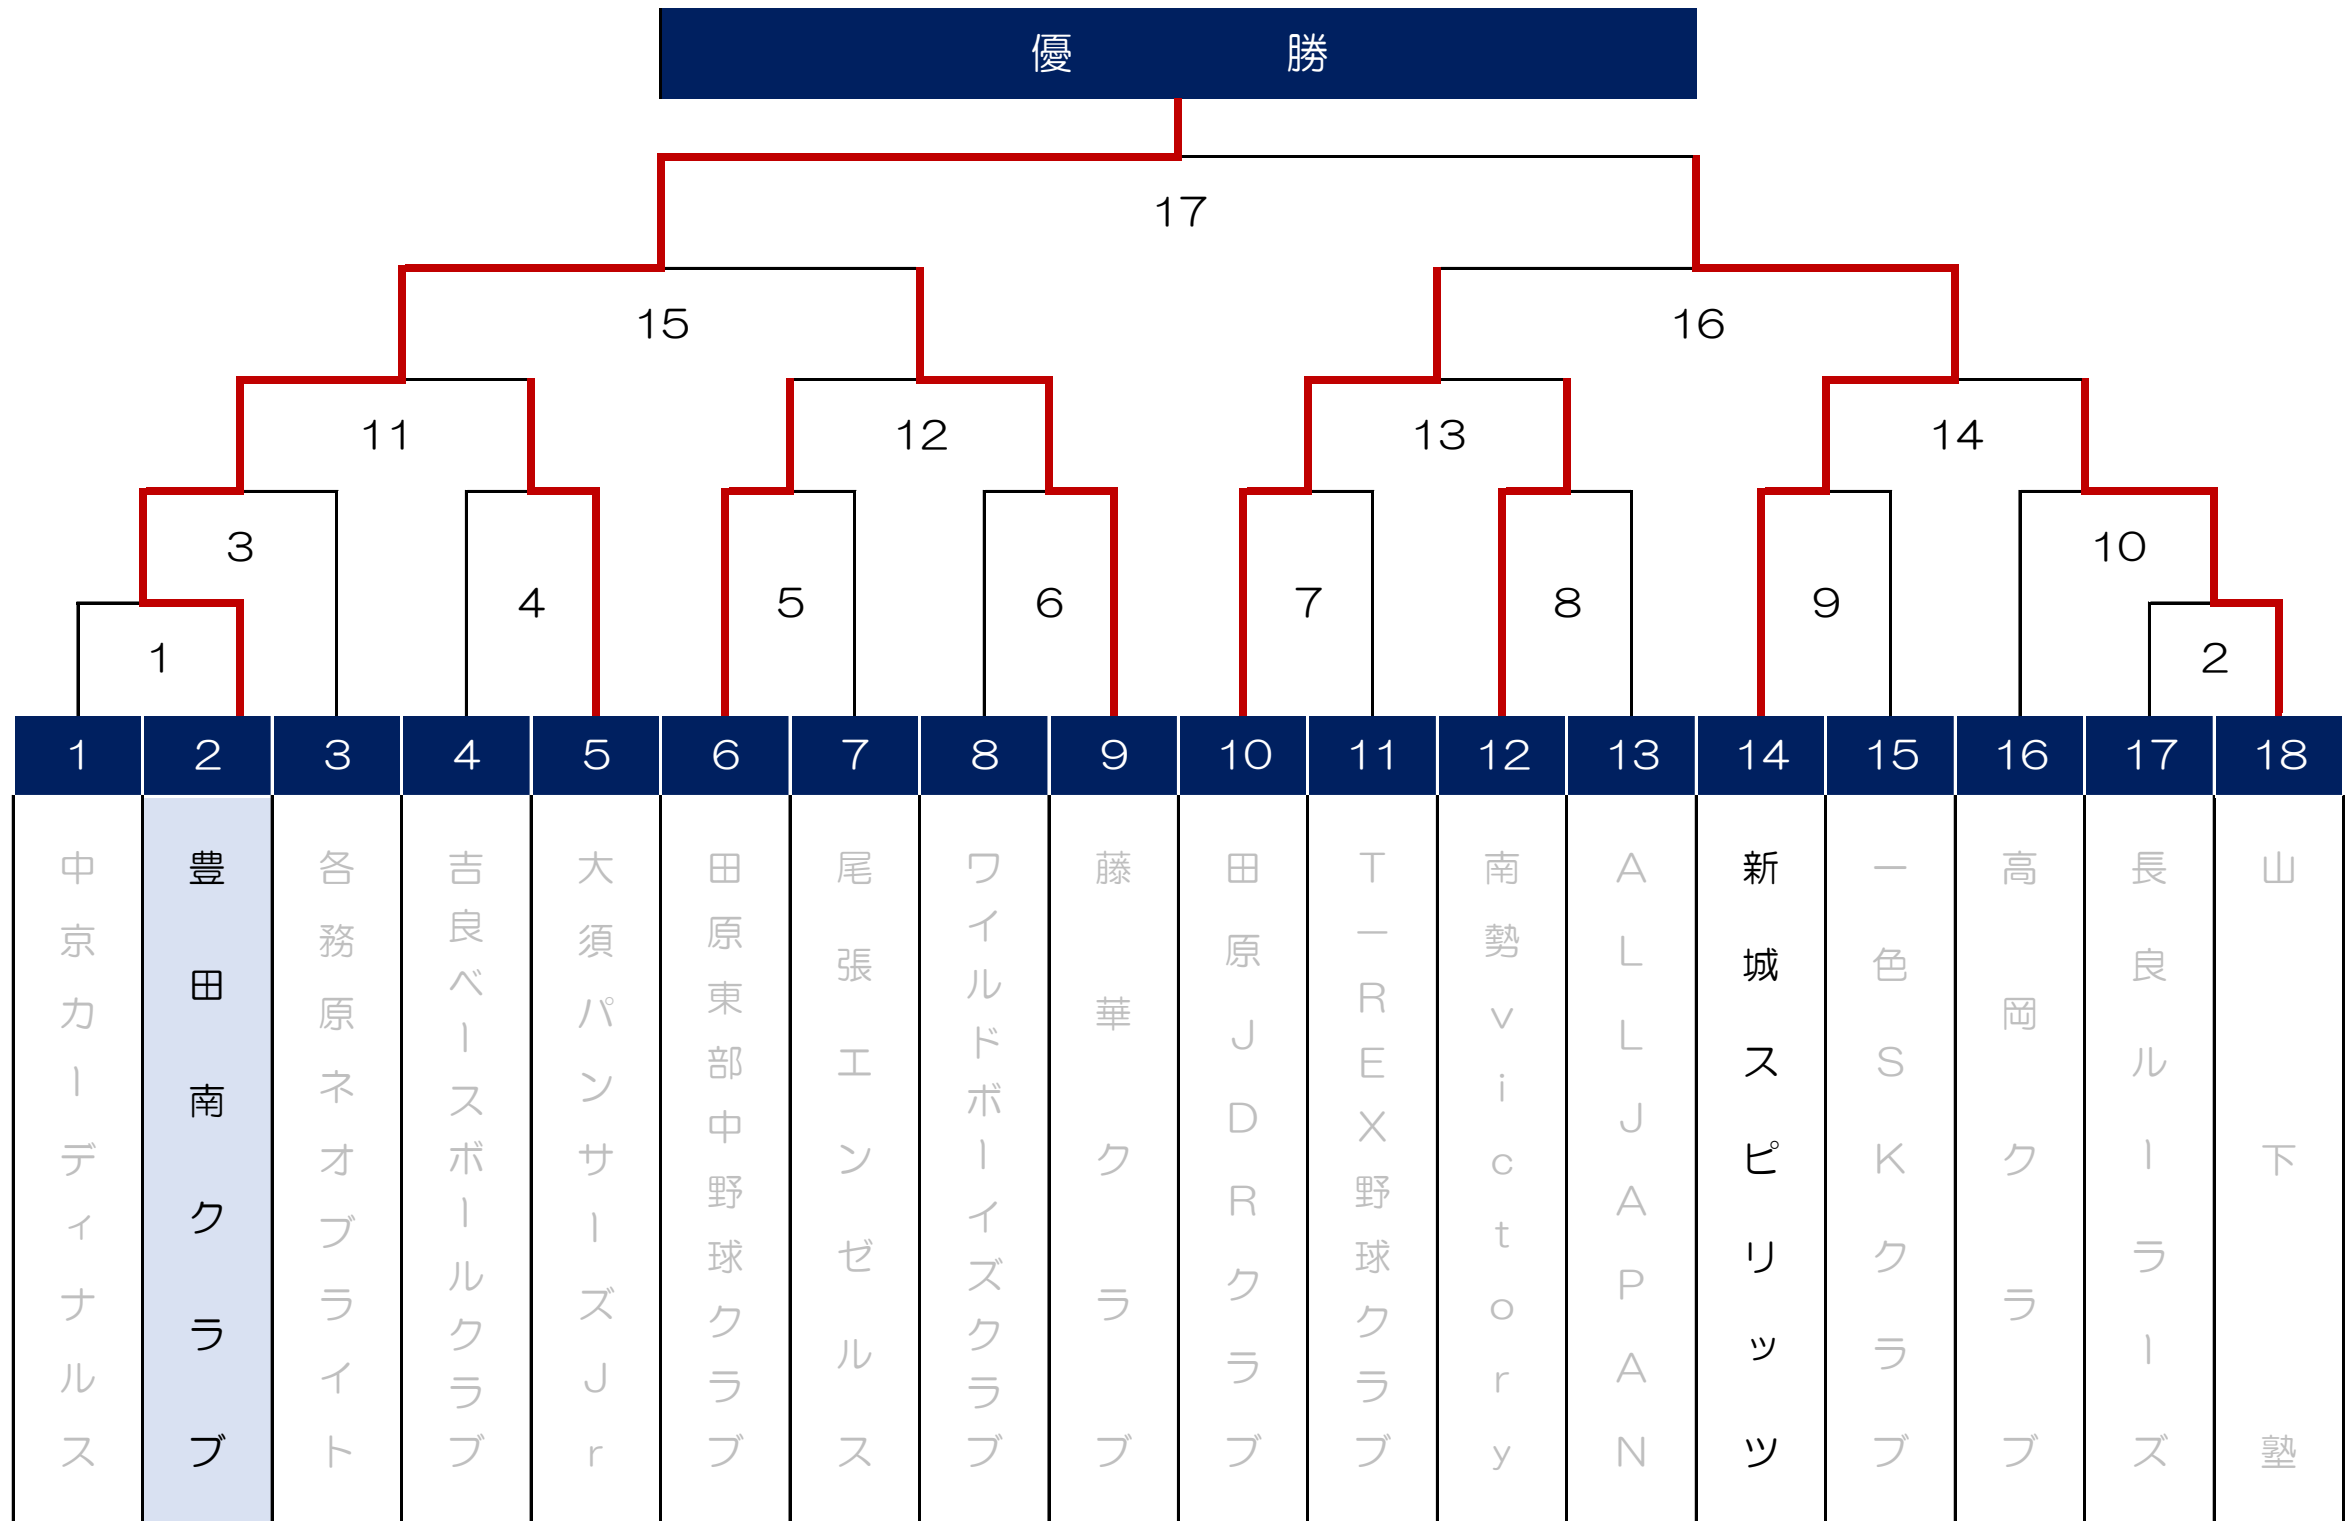 優勝
17
15 16
11 12 13 14
3 10
4 5 6 7 8 9
1 2
1 2 3 4 5 6 7 8 9 10 11 12 13 14 15 16 17 18
中京カーディナルス
豊田南クラブ
各務原ネオブライト
吉良ベースボールクラブ
大須パンサーズJr
田原東部中野球クラブ
尾張エンゼルス
ワイルドボーイズクラブ
藤華クラブ
田原JDRクラブ
T－REX野球クラブ
南勢victory
ALLJAPAN
新城スピリッツ
一色SKクラブ
高岡クラブ
長良ルーラーズ
山下塾